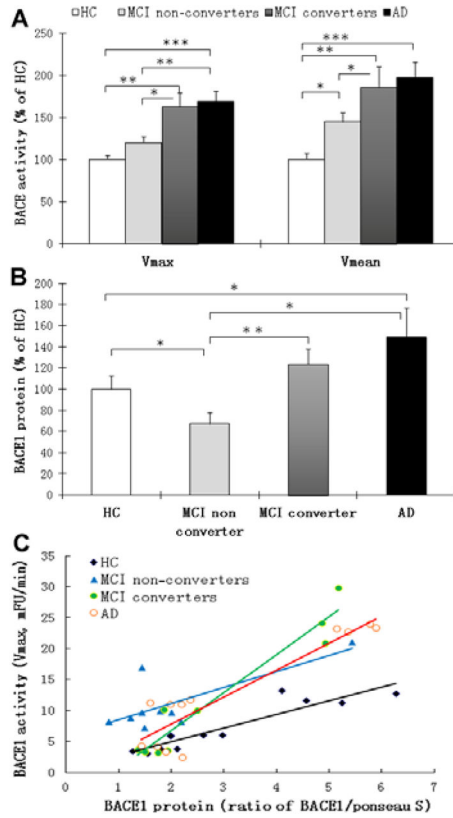 A
HC MCI non-converters MCI converters AD
BACE activity (% of HC)
250
200
150
100
50
0
***
**
**
*
***
**
*
*
Vmax Vmean
B
BACE1 protein (% of HC)
200
180
160
140
120
100
80
60
40
20
0
*
*
**
*
HC MCI non converter MCI converter AD
C
BACE1 activity (Vmax, mFU/min)
35
30
25
20
15
10
5
0
HC
MCI non-converters
MCI converters
AD
0 1 2 3 4 5 6 7
BACE1 protein (ratio of BACE1/ponseau S)